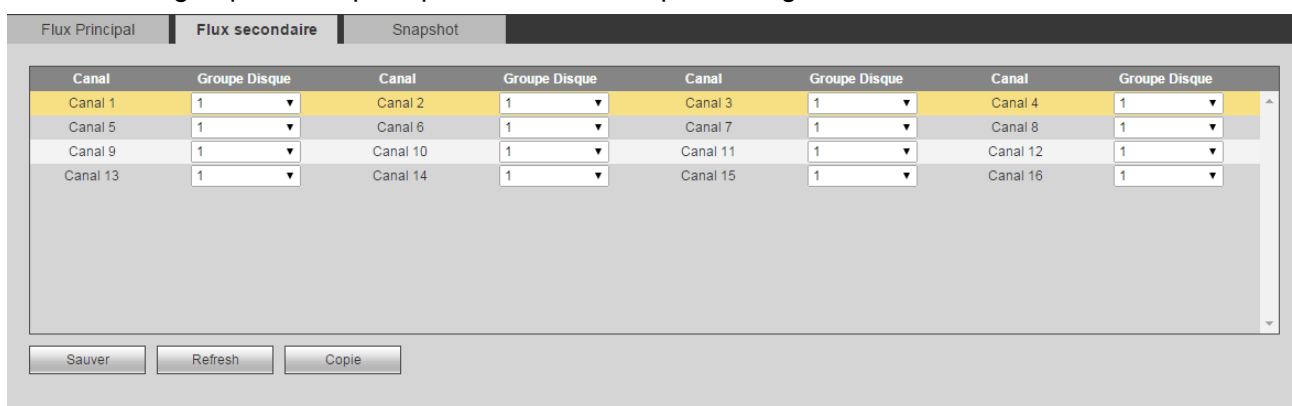 Flux Principal Flux secondaire Snapshot
Canal Groupe Disque Canal Groupe Disque Canal Groupe Disque Canal Groupe Disque
Canal 1 1 Canal 2 1 Canal 3 1 Canal 4 1
Canal 5 1 Canal 6 1 Canal 7 1 Canal 8 1
Canal 9 1 Canal 10 1 Canal 11 1 Canal 12 1
Canal 13 1 Canal 14 1 Canal 15 1 Canal 16 1
Sauver Refresh Copie